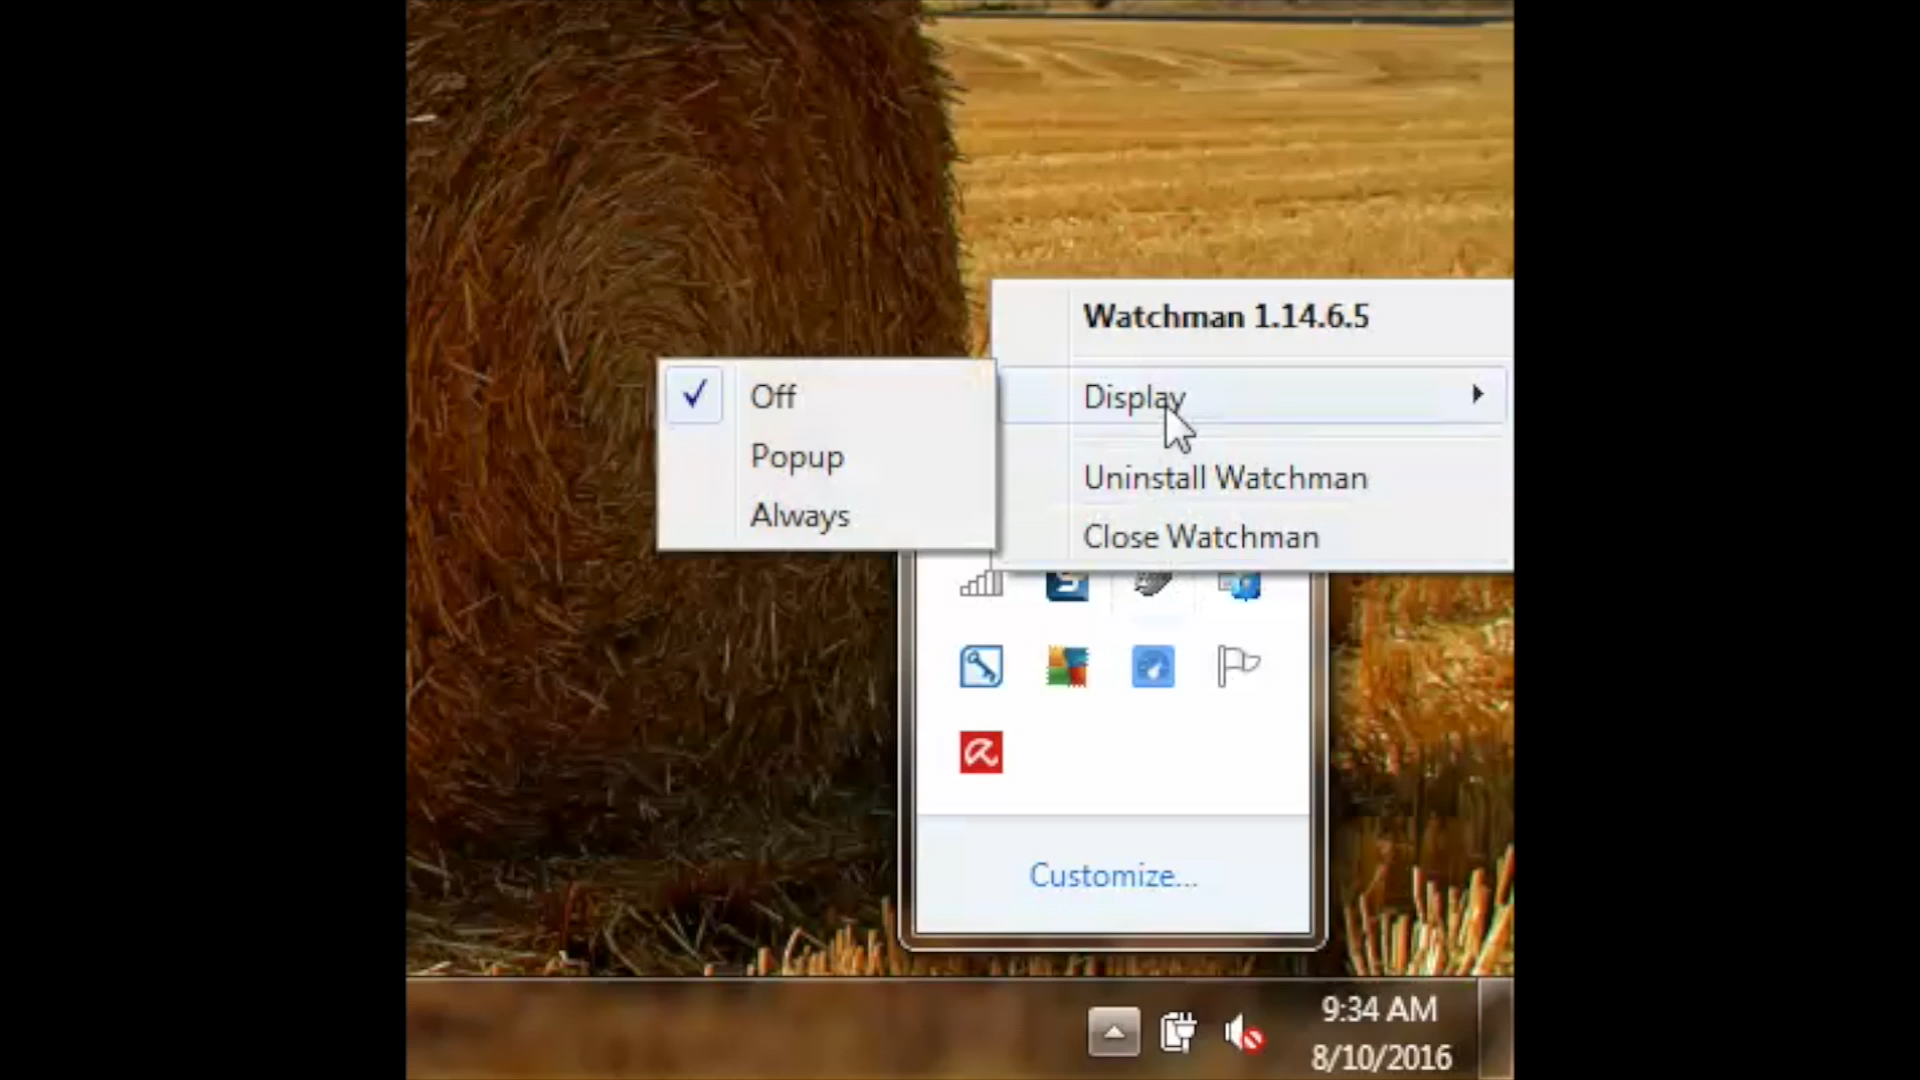 Watchman 1.14.6.5
Display
Off
Popup
Always
Uninstall Watchman
Close Watchman
Customize...
9:34 AM
8/10/2016